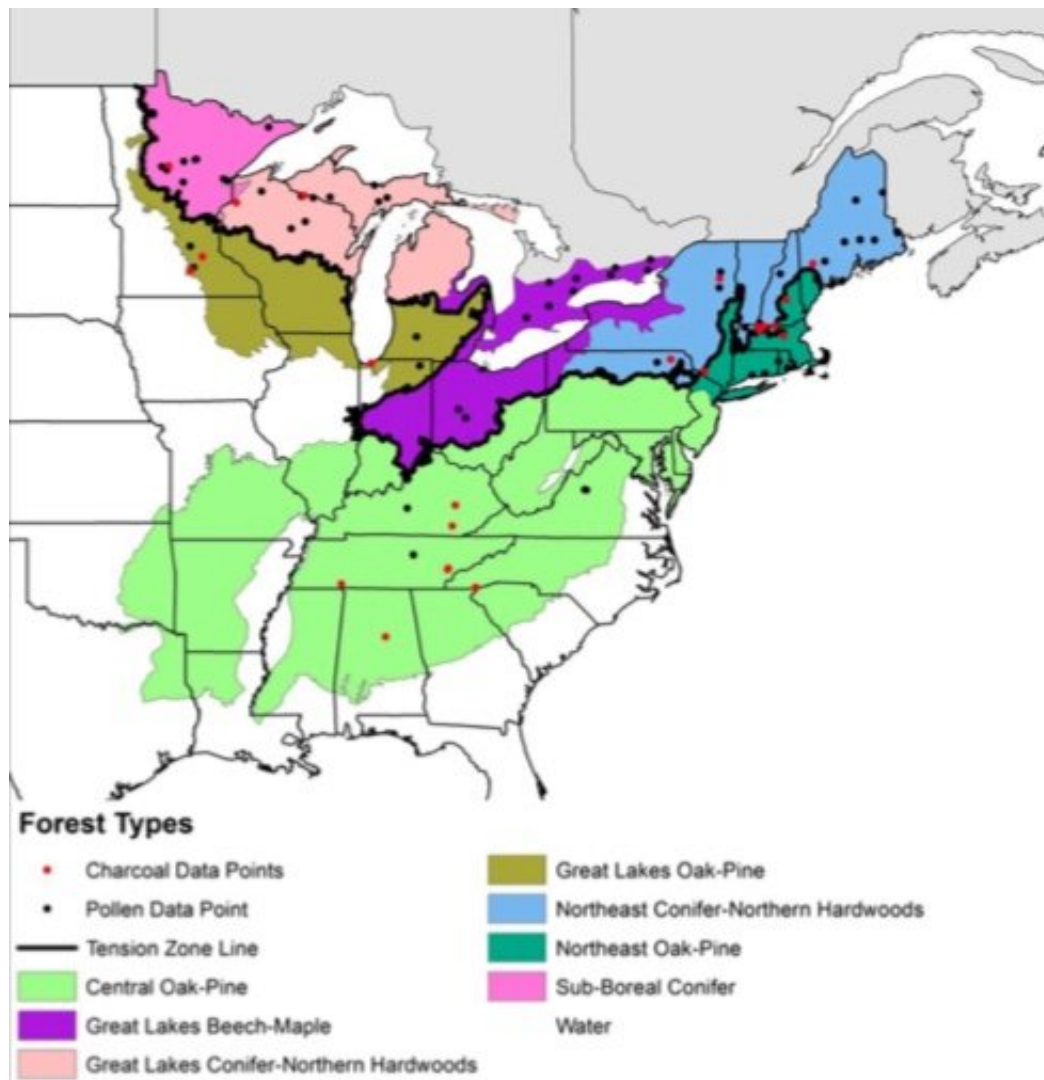 Forest Types
Charcoal Data Points
Pollen Data Point
Tension Zone Line
Central Oak-Pine
Great Lakes Beech-Maple
Great Lakes Conifer-Northern Hardwoods
Great Lakes Oak-Pine
Northeast Conifer-Northern Hardwoods
Northeast Oak-Pine
Sub-Boreal Conifer
Water